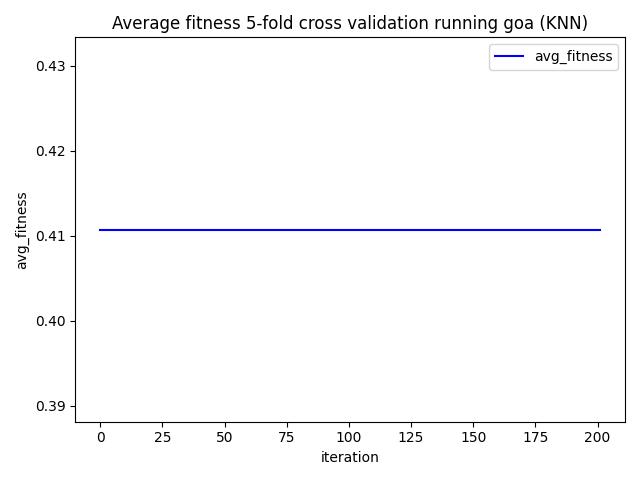 Average fitness 5-fold cross validation running goa (KNN)
avg_fitness
0.43
0.42
0.41
0.40
0.39
avg_fitness
0 25 50 75 100 125 150 175 200
iteration